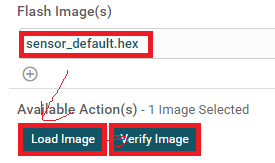 Flash Image(s)
sensor_default.hex
Available Action(s) - 1 Image Selected
Load Image Verify Image